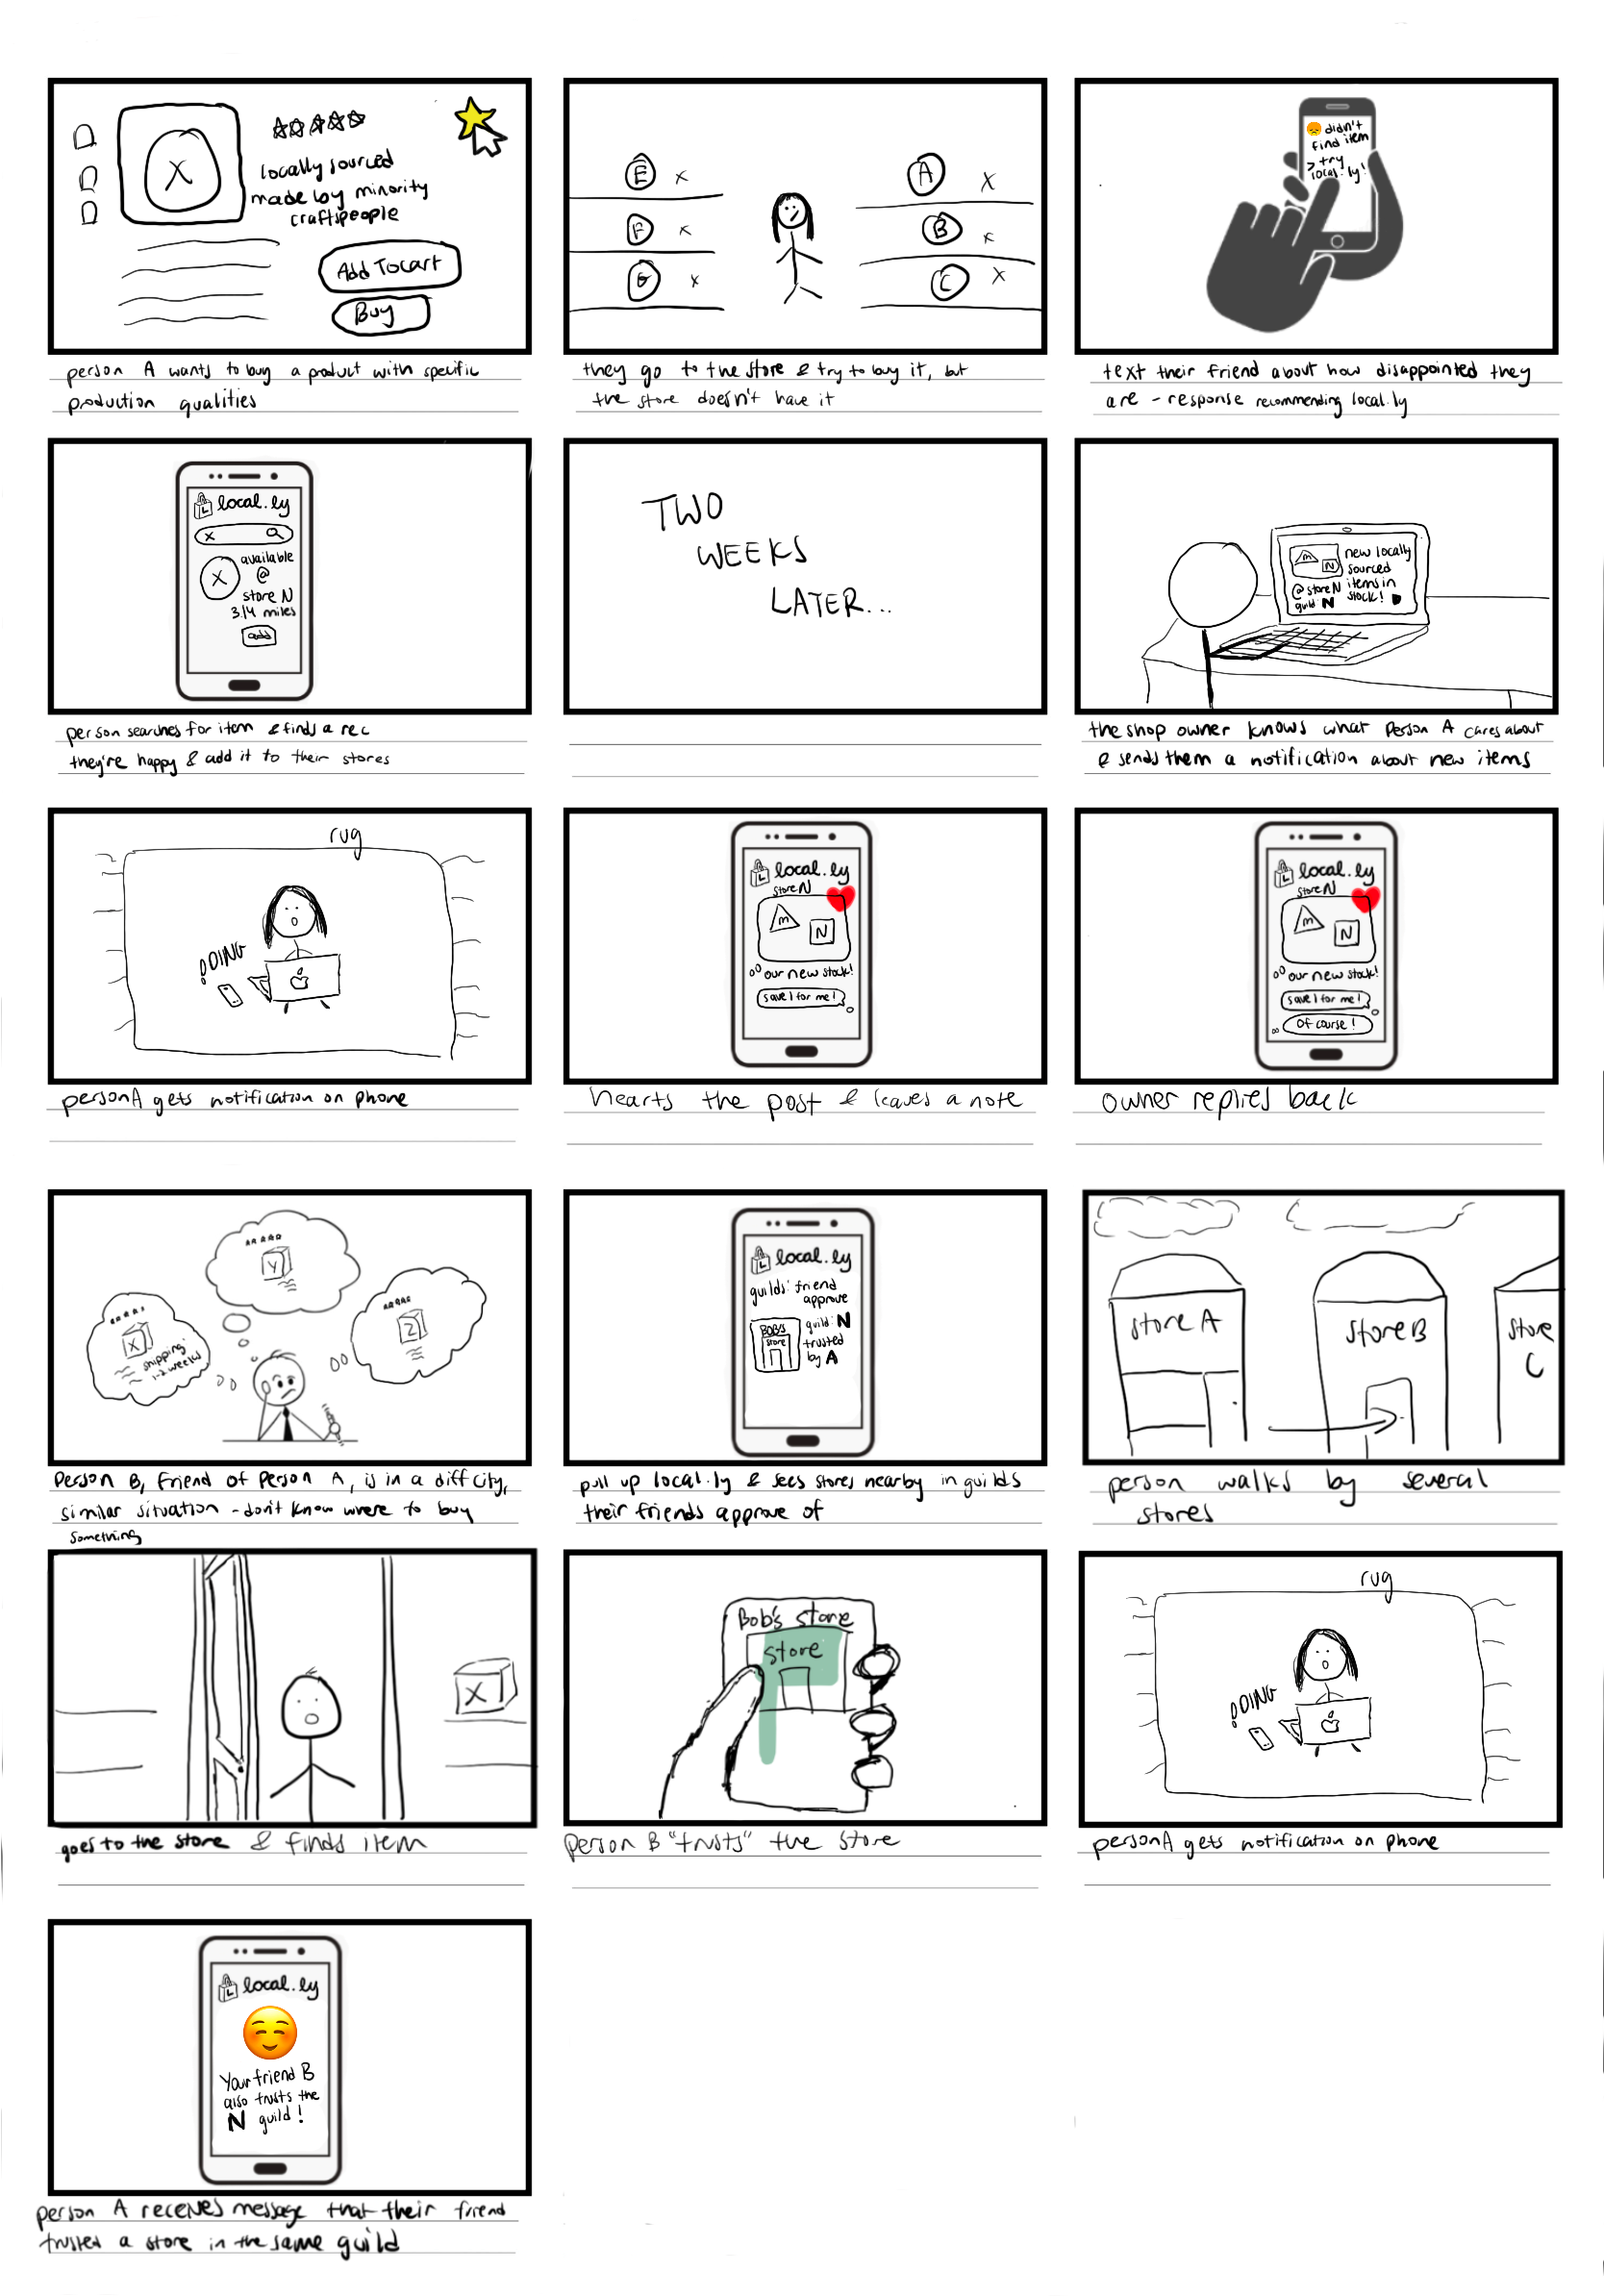 X
locally sourced
made by minority
craftspeople
Add To cart
Buy
person A wants to buy a product with specific
production qualities
E x
F x
G x
A x
B x
C x
they go to the store & try to buy it, but
the store doesn't have it
didn't
find item
> try
local.ly!
text their friend about how disappointed they
are - response recommending local.ly
L local.ly
x
X
available
@
store N
3.14 miles
add
person searches for item & finds a rec
they're happy & add it to their stores
TWO
WEEKS
LATER...
M
N
new locally
sourced
items in
stock!
@ store N
guild: N
the shop owner knows what Person A cares about
& sends them a notification about new items
rug
!DING
person A gets notification on phone
L local.ly
store N
M
N
our new stock!
save 1 for me!
hearts the post & leaves a note
L local.ly
store N
M
N
our new stock!
save 1 for me!
Of course!
owner replies back
Y
X
shipping:
1-2 weeks
Z
Person B, friend of Person A, is in a diff city,
similar situation - don't know where to buy
something
L local.ly
guilds: friend
approve
BOB'S
store
guild: N
trusted
by A
pull up local.ly & sees stores nearby in guilds
their friends approve of
store A
store B
store
C
person walks by several
stores
X
goes to the store & finds item
Bob's store
store
person B "trusts" the store
rug
!DING
person A gets notification on phone
L local.ly
Your friend B
also trusts the
N guild!
person A receives message that their friend
trusted a store in the same guild